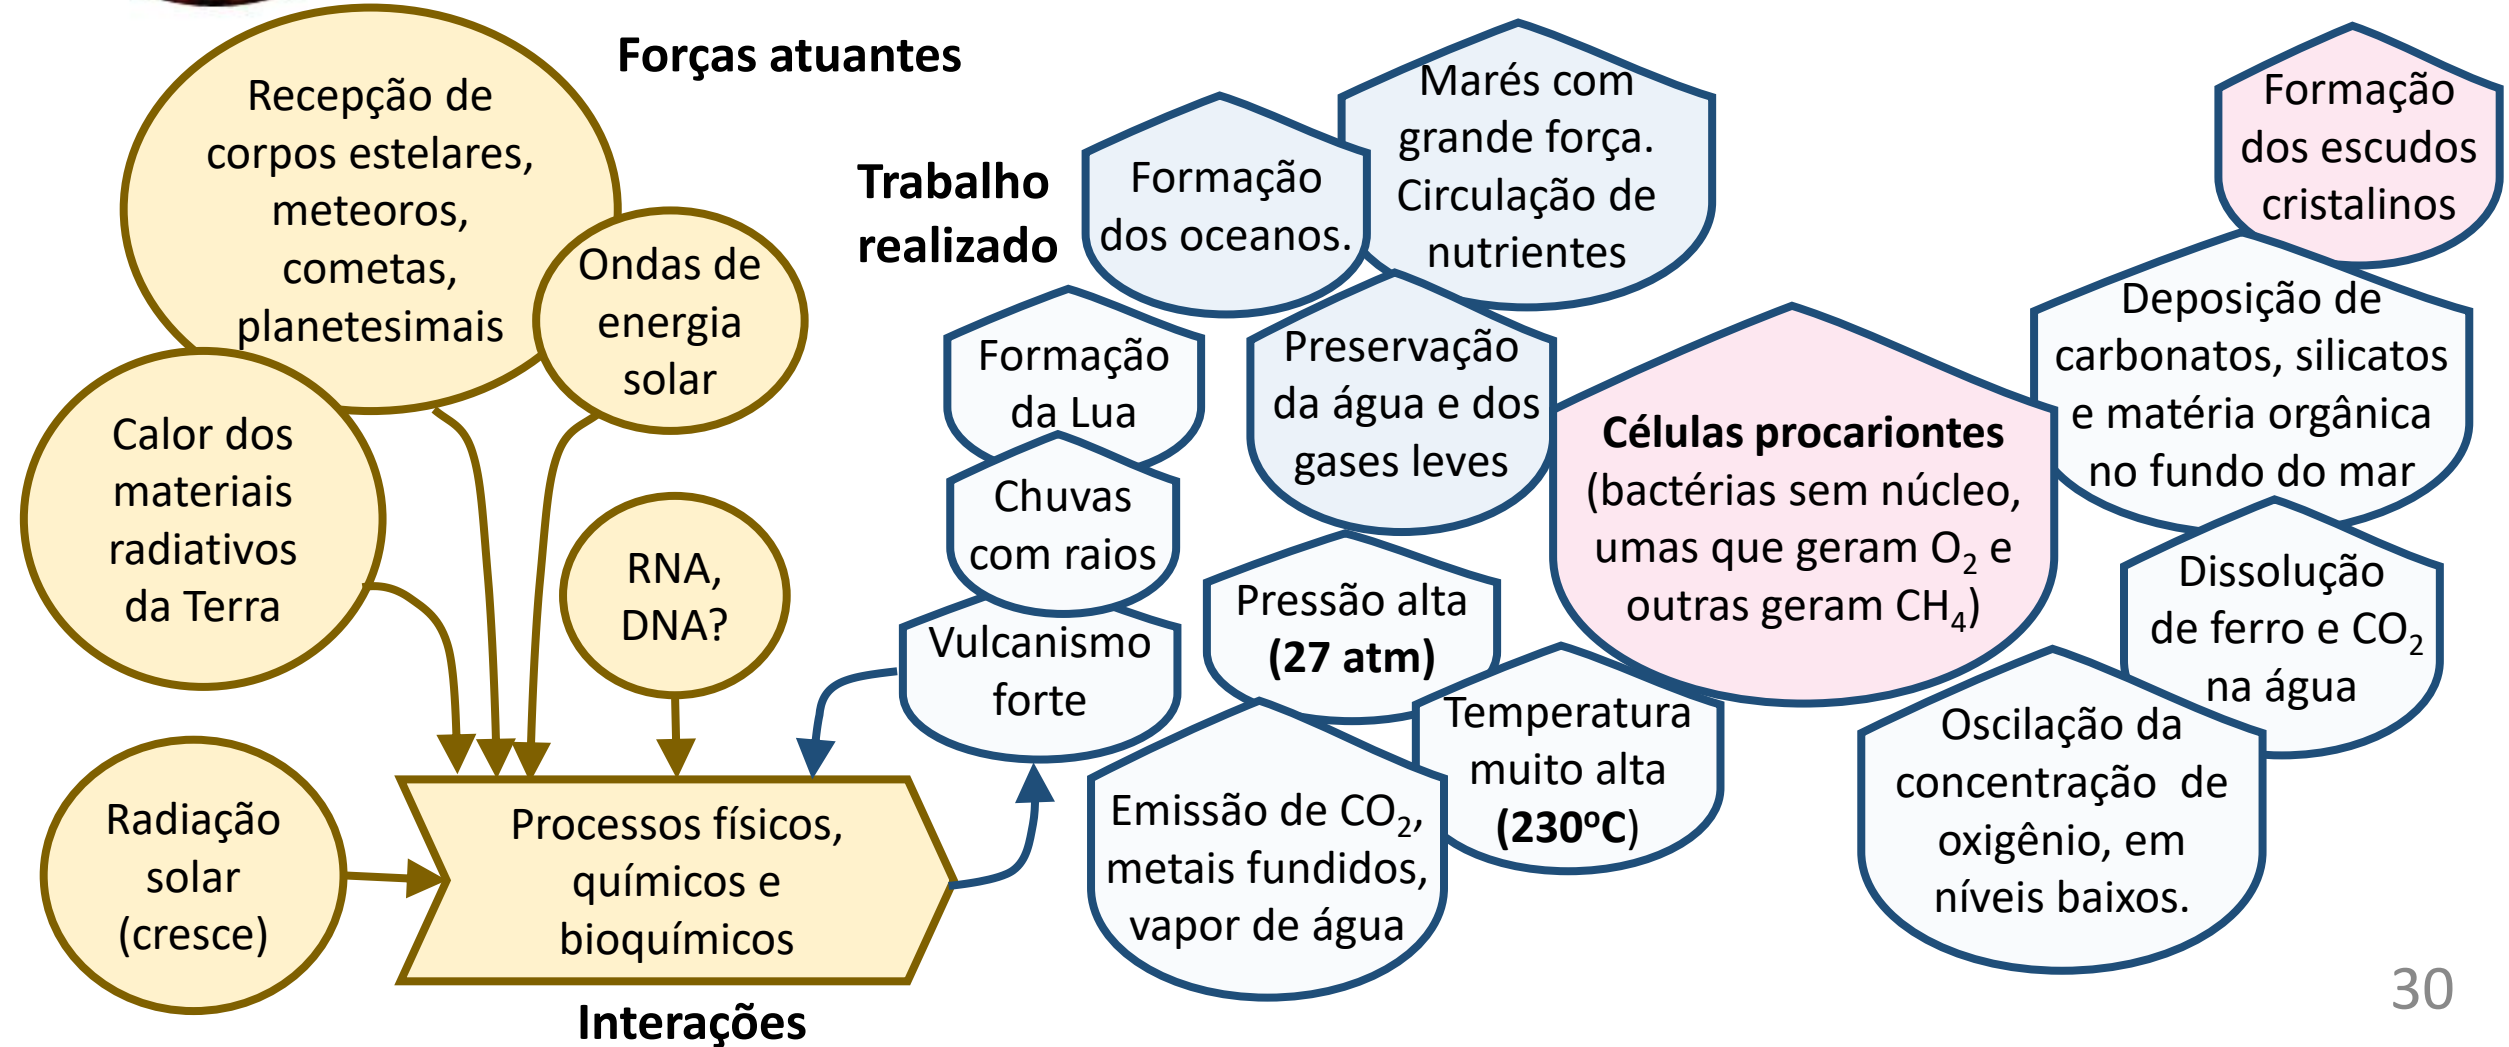 Forças atuantes
Recepção de
corpos estelares,
meteoros,
cometas,
planetesimais
Ondas de
energia
solar
Calor dos
materiais
radiativos
da Terra
RNA,
DNA?
Radiação
solar
(cresce)
Processos físicos,
químicos e
bioquímicos
Interações
Trabalho
realizado
Formação
dos oceanos.
Marés com
grande força.
Circulação de
nutrientes
Formação
da Lua
Preservação
da água e dos
gases leves
Chuvas
com raios
Vulcanismo
forte
Pressão alta
(27 atm)
Temperatura
muito alta
(230ºC)
Emissão de CO₂,
metais fundidos,
vapor de água
Células procariontes
(bactérias sem núcleo,
umas que geram O₂ e
outras geram CH₄)
Formação
dos escudos
cristalinos
Deposição de
carbonatos, silicatos
e matéria orgânica
no fundo do mar
Dissolução
de ferro e CO₂
na água
Oscilação da
concentração  de
oxigênio, em
níveis baixos.
30